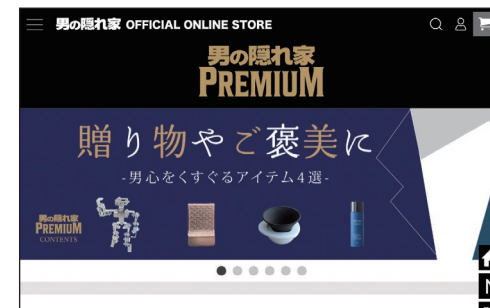 男の隠れ家 OFFICIAL ONLINE STORE
男の隠れ家
PREMIUM
贈り物やご褒美に
-男心をくすぐるアイテム4選-
男の隠れ家
PREMIUM
CONTENTS
N